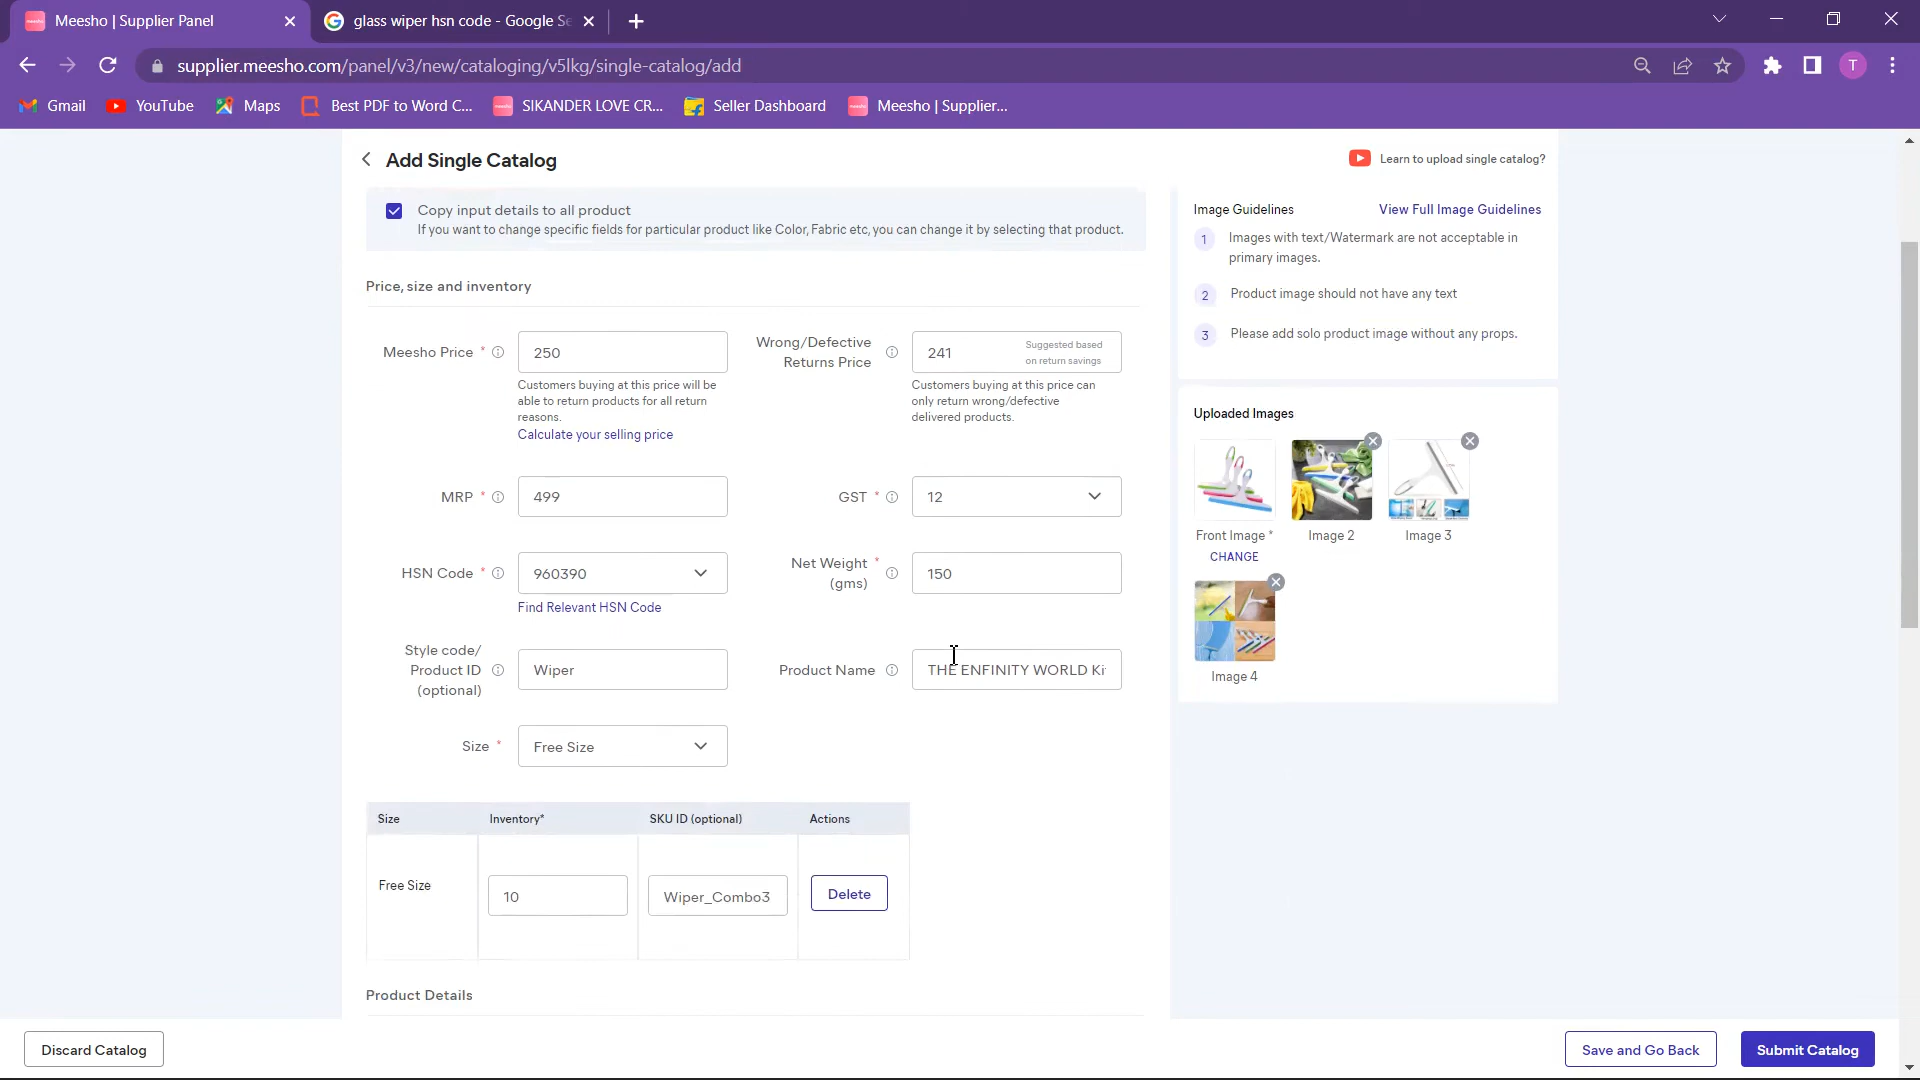 Meesho | Supplier Panel
glass wiper hsn code - Google Se
supplier.meesho.com/panel/v3/new/cataloging/v5lkg/single-catalog/add
T
Gmail
YouTube
Maps
Best PDF to Word C...
SIKANDER LOVE CR...
Seller Dashboard
Meesho | Supplier...
Add Single Catalog
Learn to upload single catalog?
Copy input details to all product
If you want to change specific fields for particular product like Color, Fabric etc, you can change it by selecting that product.
Price, size and inventory
Meesho Price *
250
Customers buying at this price will be
able to return products for all return
reasons.
Calculate your selling price
Wrong/Defective
Returns Price
241
Suggested based
on return savings
Customers buying at this price can
only return wrong/defective
delivered products.
MRP *
499
GST *
12
HSN Code *
960390
Find Relevant HSN Code
Net Weight *
(gms)
150
Style code/
Product ID
(optional)
Wiper
Product Name
THE ENFINITY WORLD Ki
Size *
Free Size
Size
Inventory*
SKU ID (optional)
Actions
Free Size
10
Wiper_Combo3
Delete
Product Details
Image Guidelines
View Full Image Guidelines
1
Images with text/Watermark are not acceptable in
primary images.
2
Product image should not have any text
3
Please add solo product image without any props.
Uploaded Images
Front Image *
CHANGE
Image 2
Image 3
Image 4
Discard Catalog
Save and Go Back
Submit Catalog